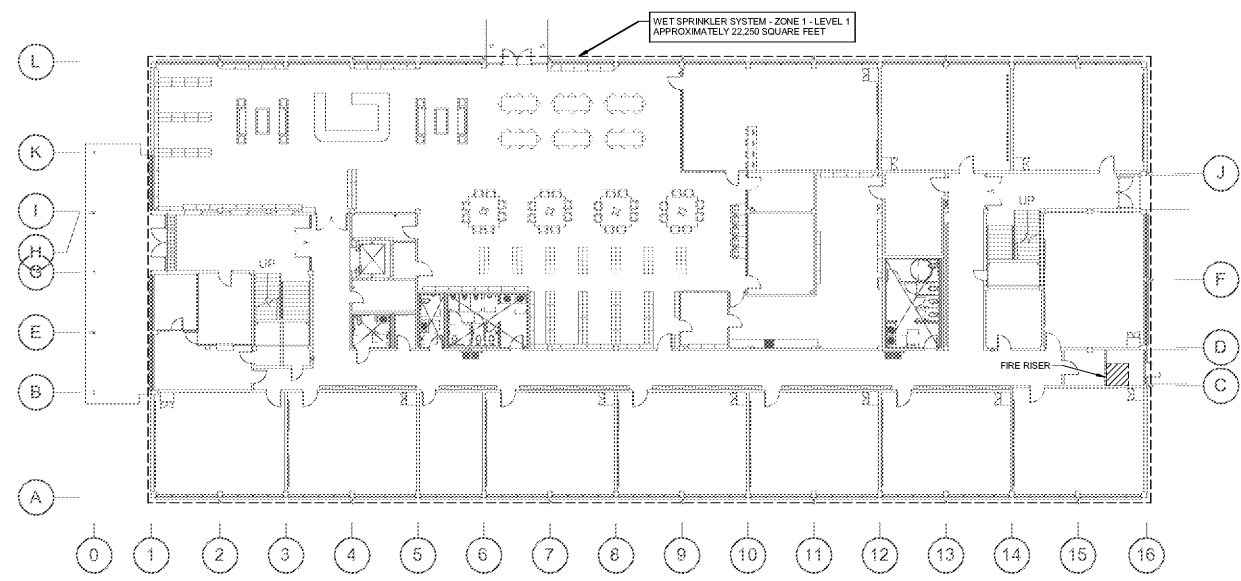 WET SPRINKLER SYSTEM - ZONE 1 - LEVEL 1
APPROXIMATELY 22,250 SQUARE FEET
L
K
J
I
UP
H
G
UP
F
E
D
FIRE RISER
C
B
A
0 1 2 3 4 5 6 7 8 9 10 11 12 13 14 15 16